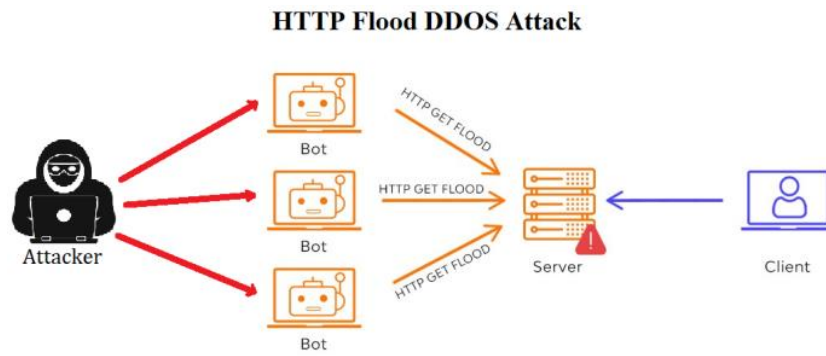 HTTP Flood DDOS Attack
Bot
HTTP GET FLOOD
Bot
HTTP GET FLOOD
Bot
HTTP GET FLOOD
Attacker
Server
Client